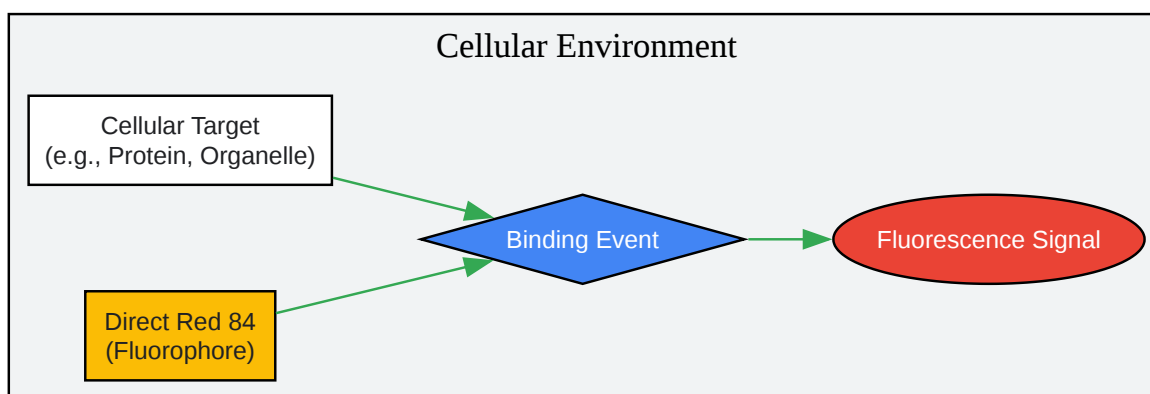 Cellular Environment
Cellular Target
(e.g., Protein, Organelle)
Binding Event
Fluorescence Signal
Direct Red 84
(Fluorophore)